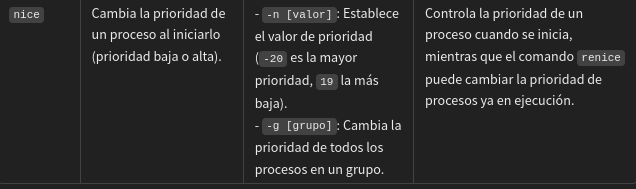 nice
Cambia la prioridad de
un proceso al iniciarlo
(prioridad baja o alta).
- -n [valor]: Establece
el valor de prioridad
(-20 es la mayor
prioridad, 19 la más
baja).
- -g [grupo]: Cambia la
prioridad de todos los
procesos en un grupo.
Controla la prioridad de un
proceso cuando se inicia,
mientras que el comando renice
puede cambiar la prioridad de
procesos ya en ejecución.